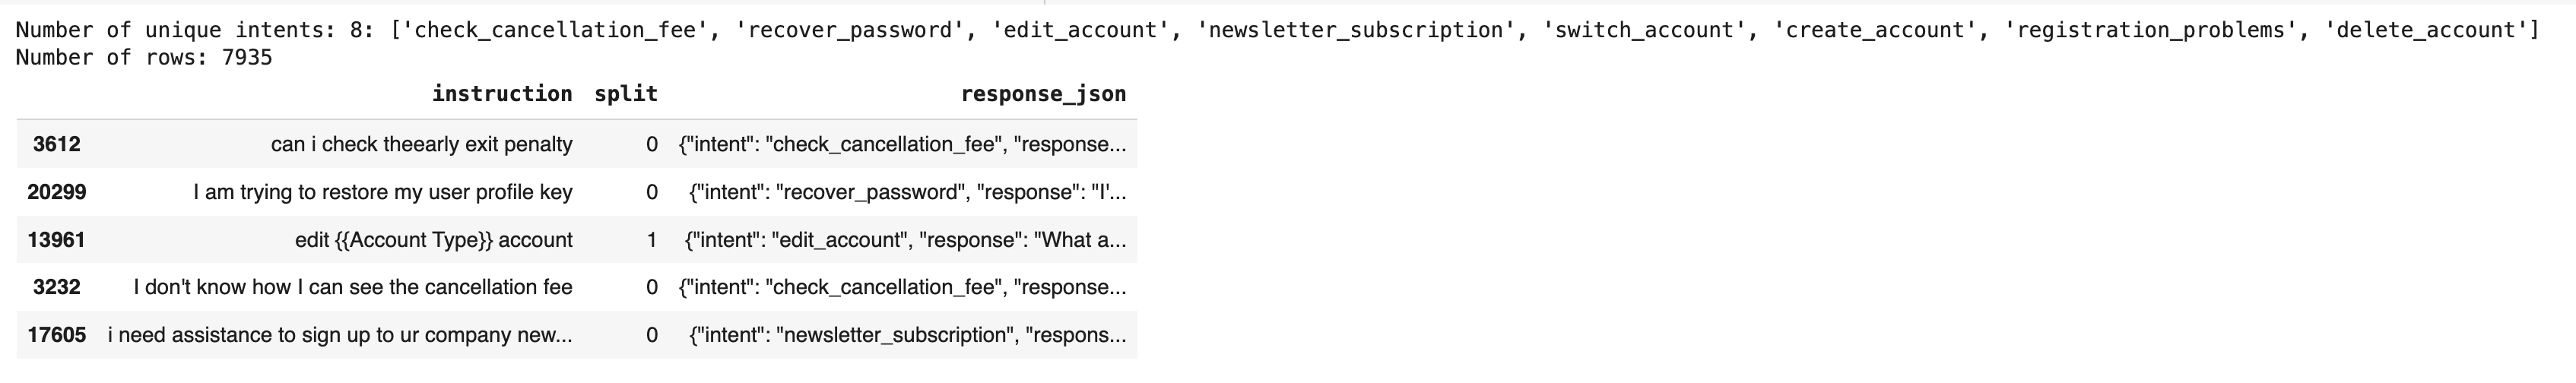 Number of unique intents: 8: ['check_cancellation_fee', 'recover_password', 'edit_account', 'newsletter_subscription', 'switch_account', 'create_account', 'registration_problems', 'delete_account']
Number of rows: 7935
instruction split response_json
3612 can i check theearly exit penalty 0 {"intent": "check_cancellation_fee", "response...
20299 I am trying to restore my user profile key 0 {"intent": "recover_password", "response": "I'...
13961 edit {{Account Type}} account 1 {"intent": "edit_account", "response": "What a...
3232 I don't know how I can see the cancellation fee 0 {"intent": "check_cancellation_fee", "response...
17605 i need assistance to sign up to ur company new... 0 {"intent": "newsletter_subscription", "respons...